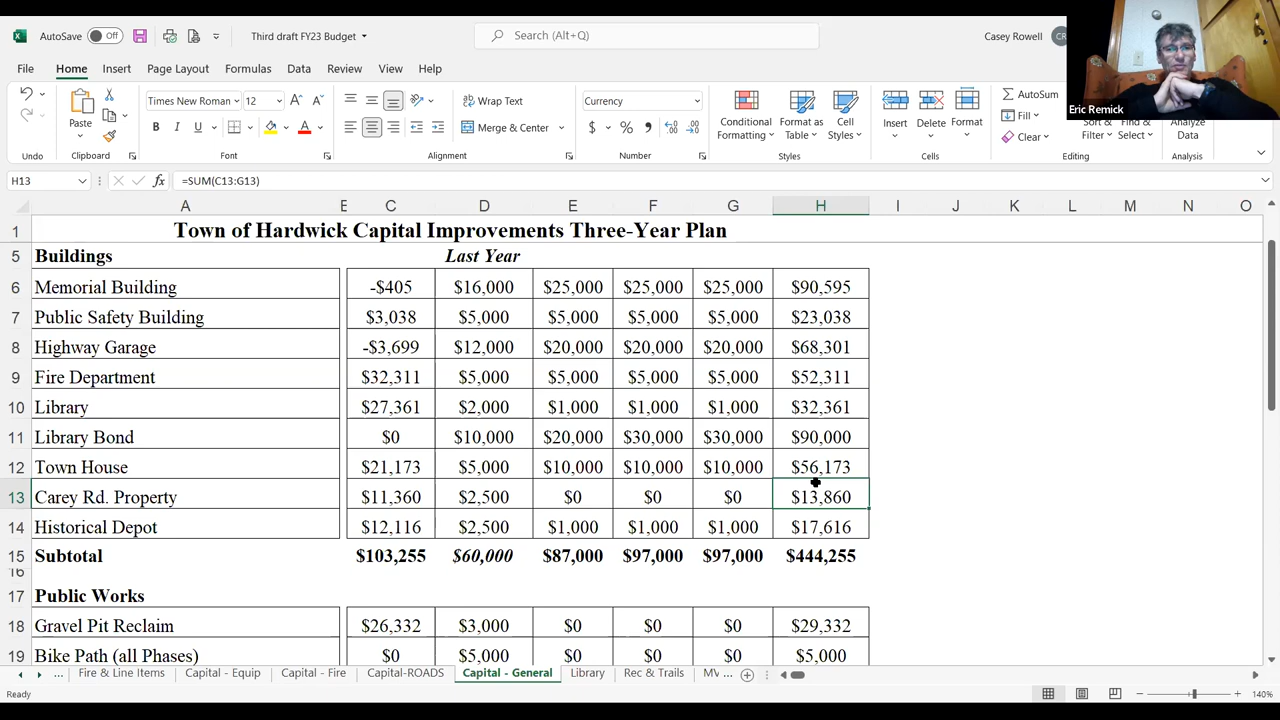 AutoSave Off Third draft FY23 Budget Search (Alt+Q) Casey Rowell CR
File Home Insert Page Layout Formulas Data Review View Help
Eric Remick
Paste Times New Roman 12 Wrap Text Currency Conditional Formatting Format as Table Cell Styles Insert Delete Format AutoSum
B I U A Merge & Center $ % Fill Clear Sort & Filter Find & Select Analyze Data
Undo Clipboard Font Alignment Number Styles Cells Editing Analysis
H13 fx =SUM(C13:G13)
A B C D E F G H I J K L M N O
1 Town of Hardwick Capital Improvements Three-Year Plan
5 Buildings Last Year
6 Memorial Building -$405 $16,000 $25,000 $25,000 $25,000 $90,595
7 Public Safety Building $3,038 $5,000 $5,000 $5,000 $5,000 $23,038
8 Highway Garage -$3,699 $12,000 $20,000 $20,000 $20,000 $68,301
9 Fire Department $32,311 $5,000 $5,000 $5,000 $5,000 $52,311
10 Library $27,361 $2,000 $1,000 $1,000 $1,000 $32,361
11 Library Bond $0 $10,000 $20,000 $30,000 $30,000 $90,000
12 Town House $21,173 $5,000 $10,000 $10,000 $10,000 $56,173
13 Carey Rd. Property $11,360 $2,500 $0 $0 $0 $13,860
14 Historical Depot $12,116 $2,500 $1,000 $1,000 $1,000 $17,616
15 Subtotal $103,255 $60,000 $87,000 $97,000 $97,000 $444,255
16
17 Public Works
18 Gravel Pit Reclaim $26,332 $3,000 $0 $0 $0 $29,332
19 Bike Path (all Phases) $0 $5,000 $0 $0 $0 $5,000
... Fire & Line Items Capital - Equip Capital - Fire Capital-ROADS Capital - General Library Rec & Trails MV ...
Ready 140%